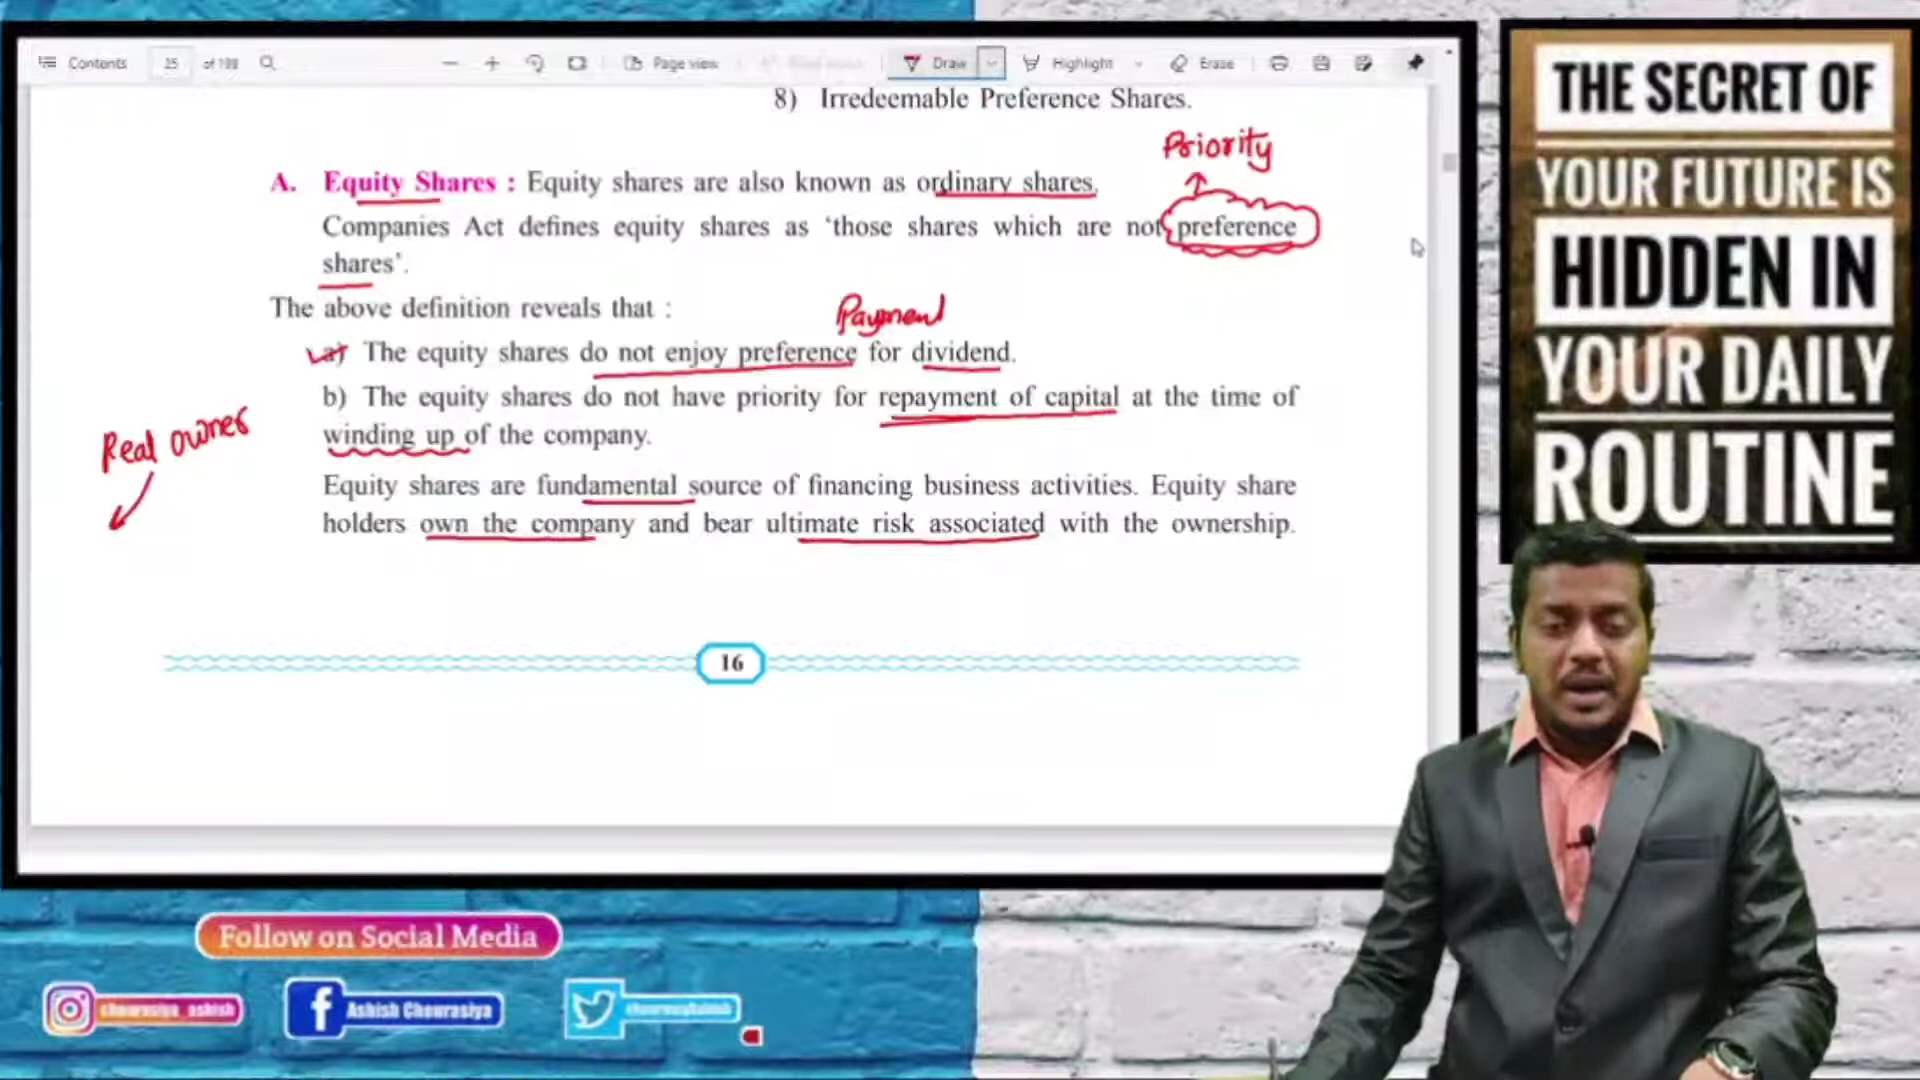 Contents 25 of 199 Page view Draw Highlight Erase
8) Irredeemable Preference Shares.
Priority
A. Equity Shares : Equity shares are also known as ordinary shares.
Companies Act defines equity shares as ‘those shares which are not preference
shares’.
The above definition reveals that :
Payment
a) The equity shares do not enjoy preference for dividend.
b) The equity shares do not have priority for repayment of capital at the time of
winding up of the company.
Real owner
Equity shares are fundamental source of financing business activities. Equity share
holders own the company and bear ultimate risk associated with the ownership.
16
THE SECRET OF
YOUR FUTURE IS
HIDDEN IN
YOUR DAILY
ROUTINE
Follow on Social Media
chourasiya_ashish
Ashish Chourasiya